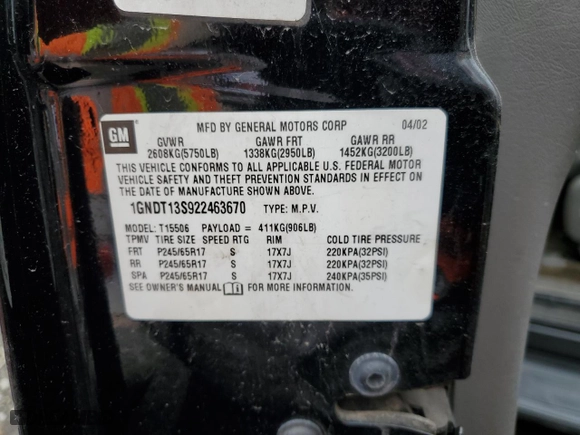 GM
MFD BY GENERAL MOTORS CORP 04/02
GVWR GAWR FRT GAWR RR
2608KG(5750LB) 1338KG(2950LB) 1452KG(3200LB)
THIS VEHICLE CONFORMS TO ALL APPLICABLE U.S. FEDERAL MOTOR
VEHICLE SAFETY AND THEFT PREVENTION STANDARDS IN EFFECT ON
THE DATE OF MANUFACTURE SHOWN ABOVE.
1GNDT13S922463670 TYPE: M.P.V.
MODEL: T15506 PAYLOAD = 411KG(906LB)
TPMV TIRE SIZE SPEED RTG RIM COLD TIRE PRESSURE
FRT P245/65R17 S 17X7J 220KPA(32PSI)
RR P245/65R17 S 17X7J 220KPA(32PSI)
SPA P245/65R17 S 17X7J 240KPA(35PSI)
SEE OWNER'S MANUAL FOR MORE INFORMATION.